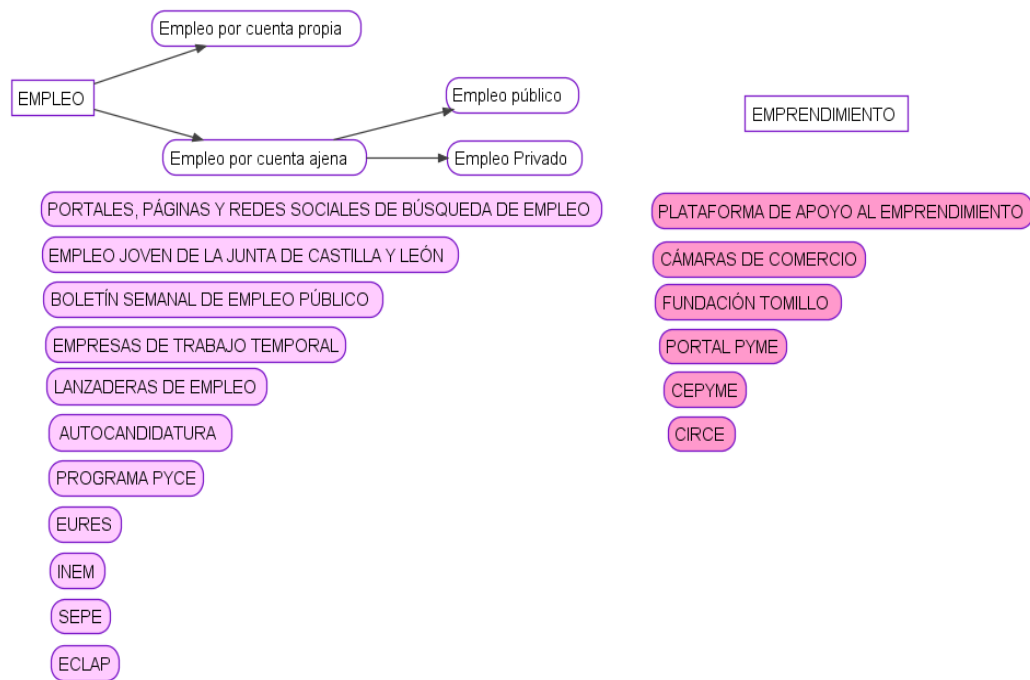 Empleo por cuenta propia
EMPLEO
Empleo por cuenta ajena
Empleo público
Empleo Privado
PORTALES, PÁGINAS Y REDES SOCIALES DE BÚSQUEDA DE EMPLEO
EMPLEO JOVEN DE LA JUNTA DE CASTILLA Y LEÓN
BOLETÍN SEMANAL DE EMPLEO PÚBLICO
EMPRESAS DE TRABAJO TEMPORAL
LANZADERAS DE EMPLEO
AUTOCANDIDATURA
PROGRAMA PYCE
EURES
INEM
SEPE
ECLAP
EMPRENDIMIENTO
PLATAFORMA DE APOYO AL EMPRENDIMIENTO
CÁMARAS DE COMERCIO
FUNDACIÓN TOMILLO
PORTAL PYME
CEPYME
CIRCE